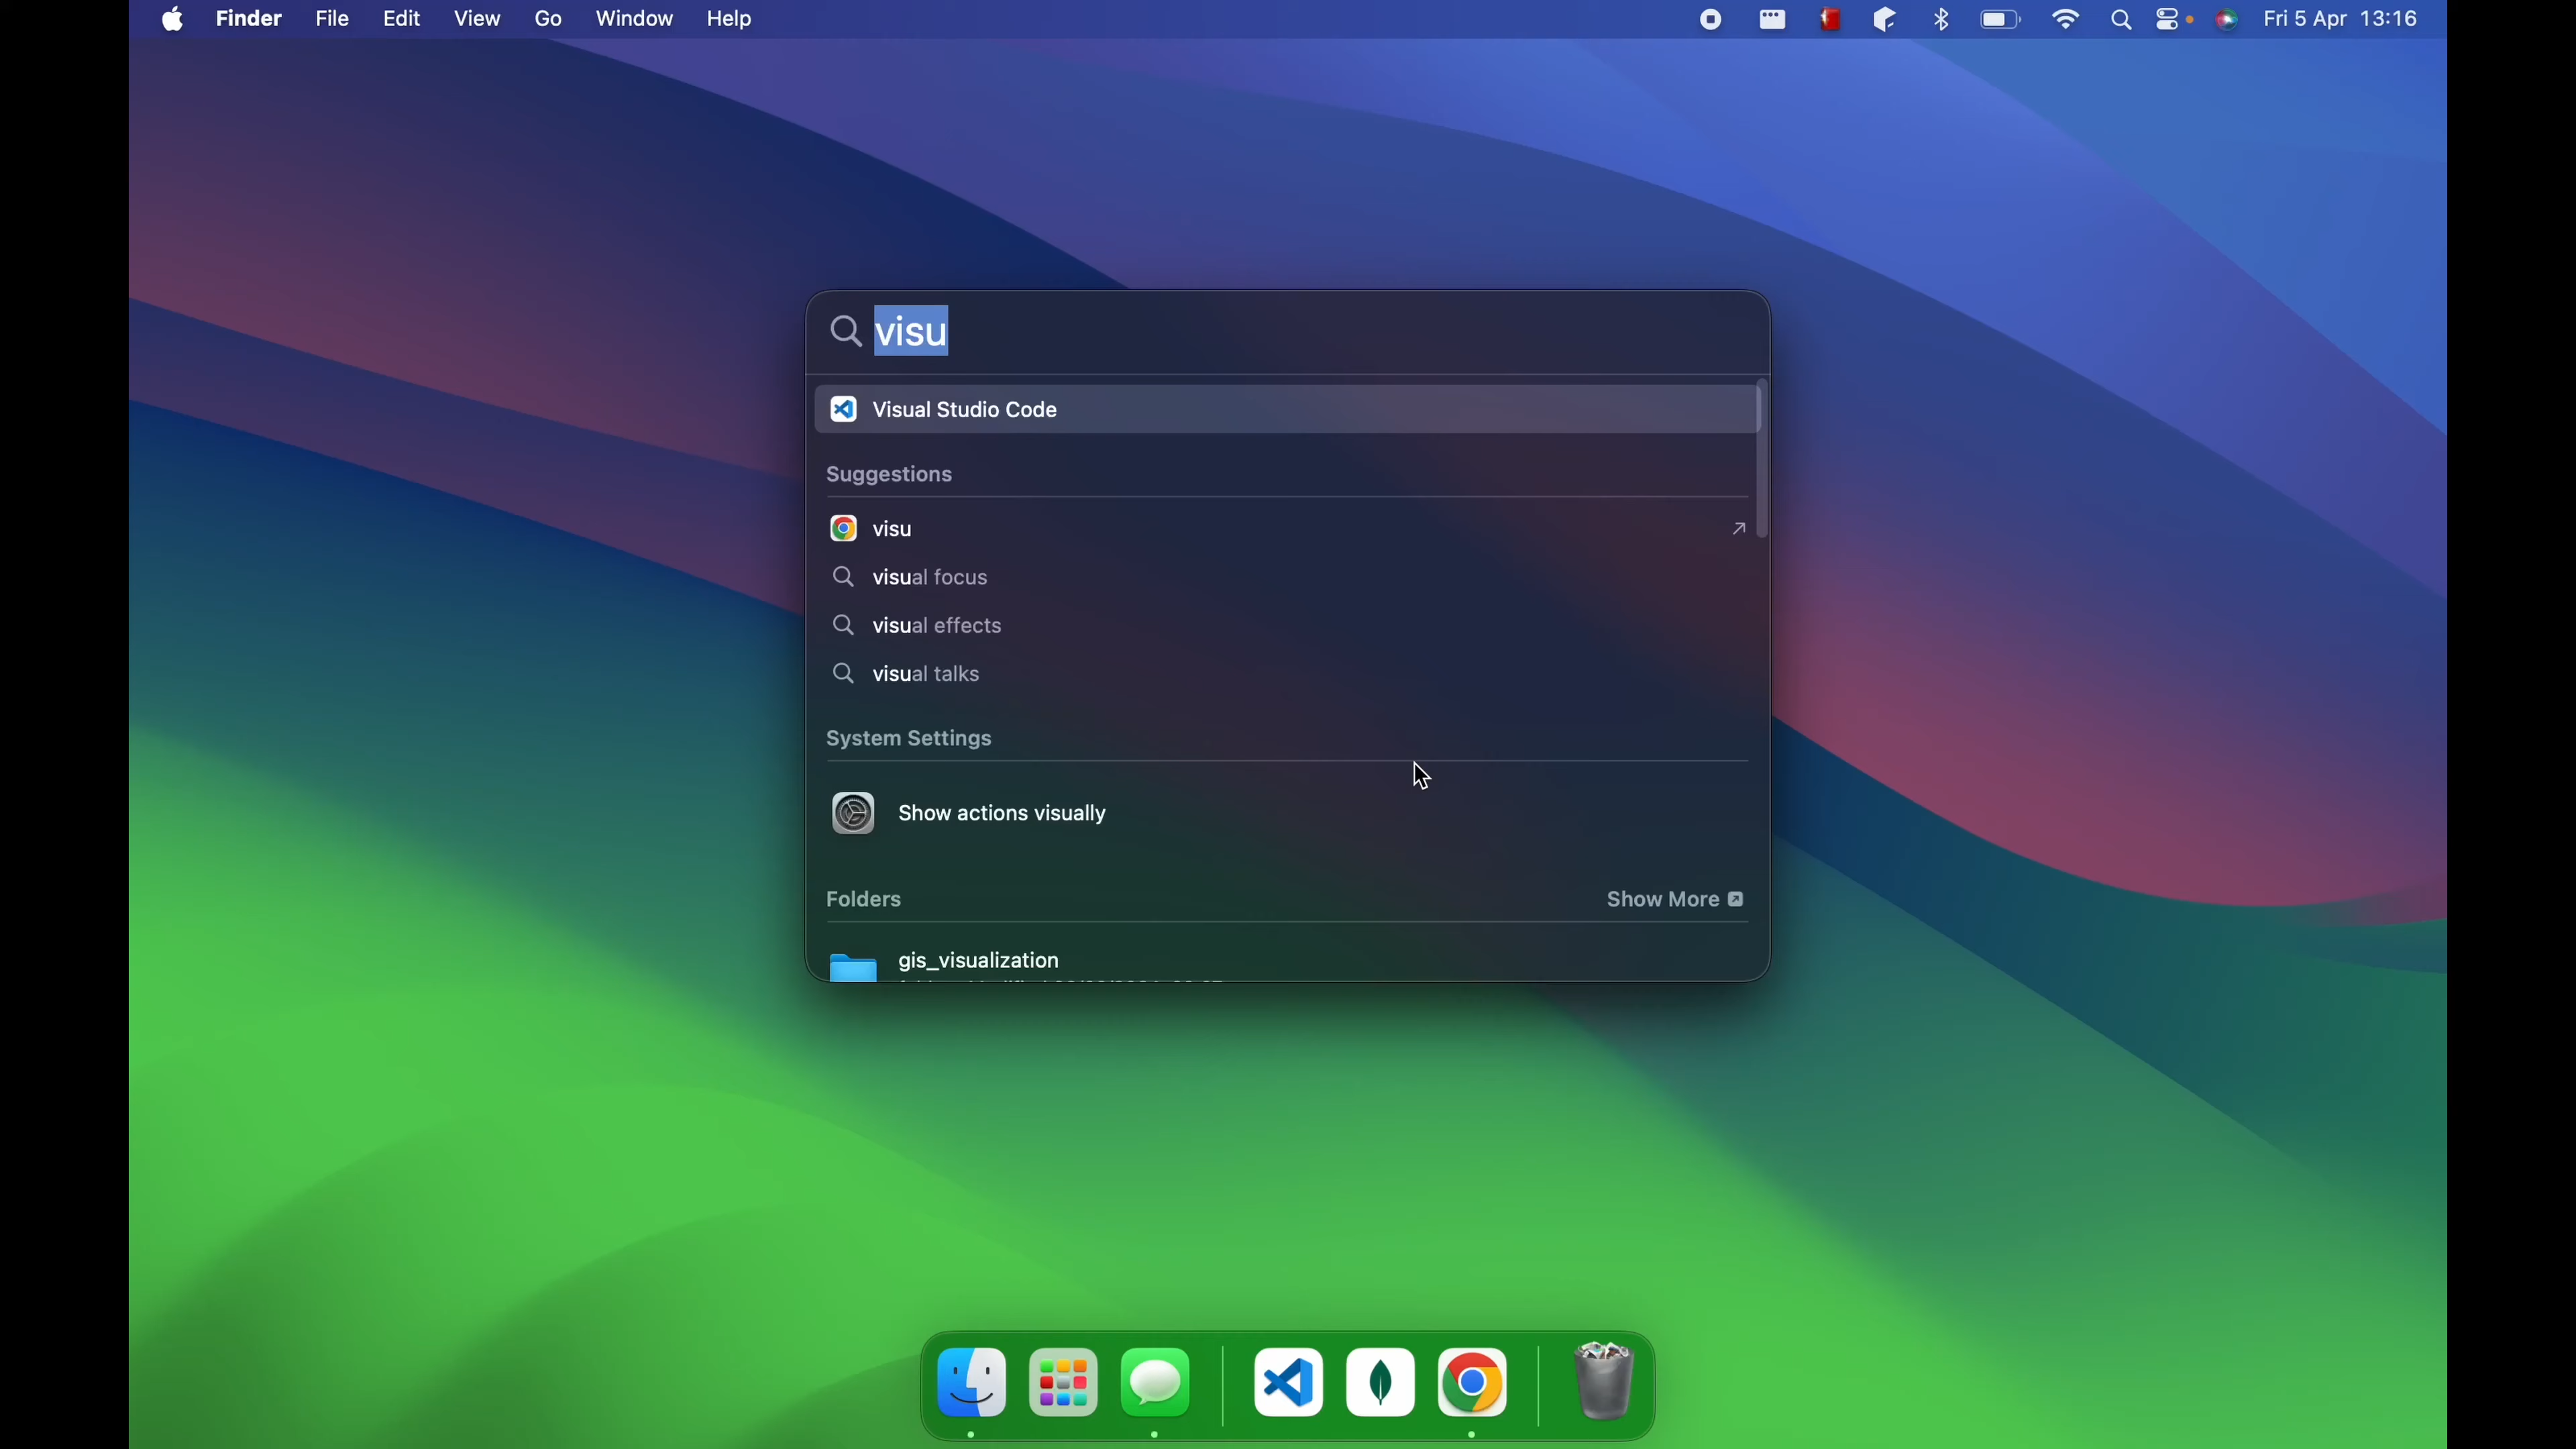 Finder File Edit View Go Window Help Fri 5 Apr 13:16
visu
Visual Studio Code
Suggestions
visu
visual focus
visual effects
visual talks
System Settings
Show actions visually
Folders Show More
gis_visualization